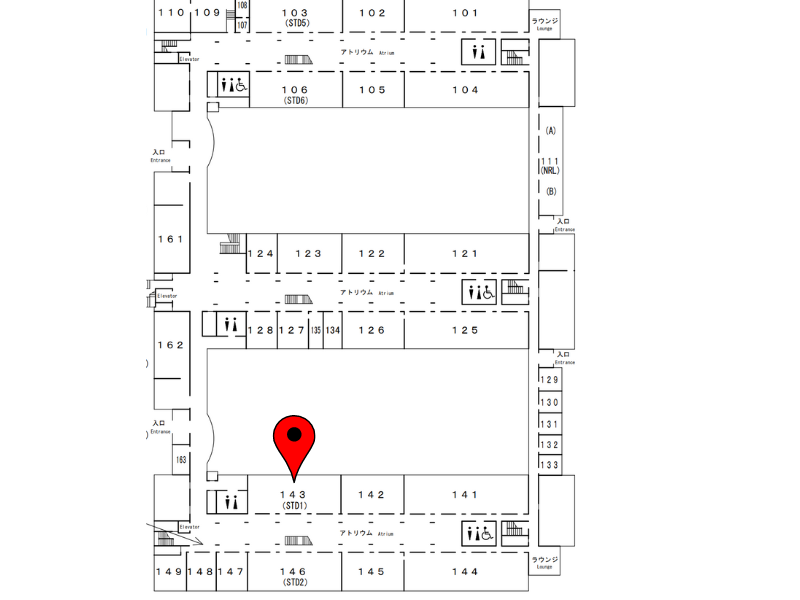 110 109 108 103 102 101
107 (STD5)
ラウンジ
Lounge
アトリウム Atrium
Elevator
106 105 104
(STD6)
(A)
入口
Entrance
111
(NRL)
(B)
入口
Entrance
161 124 123 122 121
アトリウム Atrium
Elevator
162 128 127 135 134 126 125
入口
Entrance
129
130
131
132
133
入口
Entrance
163
143 142 141
(STD1)
Elevator
アトリウム Atrium
ラウンジ
Lounge
149 148 147 146 145 144
(STD2)